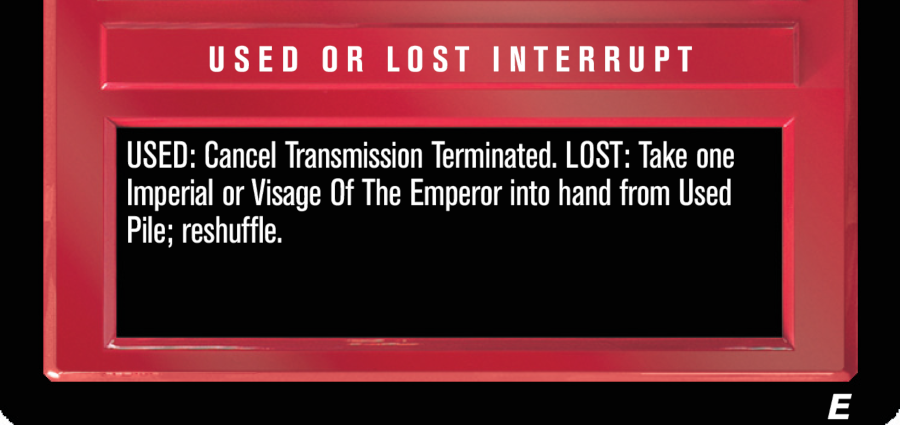 USED OR LOST INTERRUPT
USED: Cancel Transmission Terminated. LOST: Take one
Imperial or Visage Of The Emperor into hand from Used
Pile; reshuffle.
E